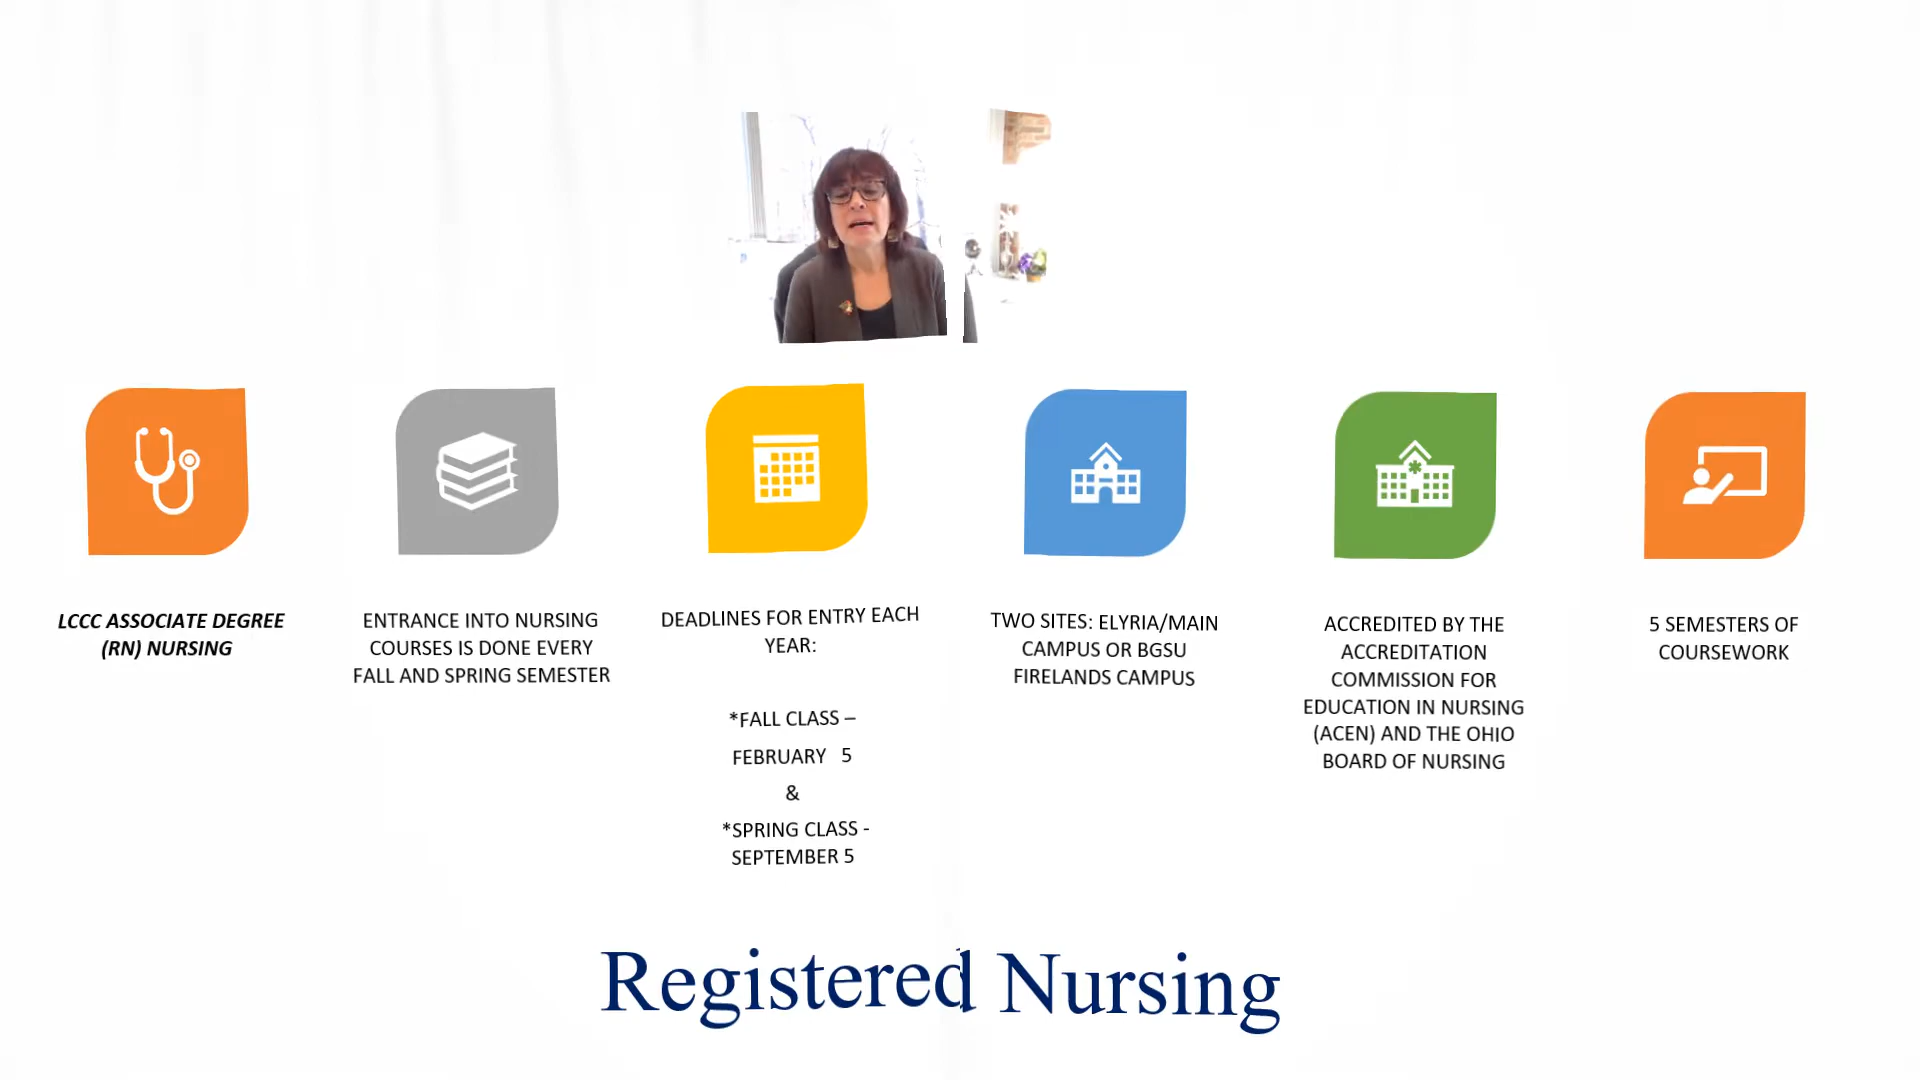 LCCC ASSOCIATE DEGREE
(RN) NURSING
ENTRANCE INTO NURSING
COURSES IS DONE EVERY
FALL AND SPRING SEMESTER
DEADLINES FOR ENTRY EACH
YEAR:
*FALL CLASS –
FEBRUARY 5
&
*SPRING CLASS -
SEPTEMBER 5
TWO SITES: ELYRIA/MAIN
CAMPUS OR BGSU
FIRELANDS CAMPUS
ACCREDITED BY THE
ACCREDITATION
COMMISSION FOR
EDUCATION IN NURSING
(ACEN) AND THE OHIO
BOARD OF NURSING
5 SEMESTERS OF
COURSEWORK
Registered Nursing